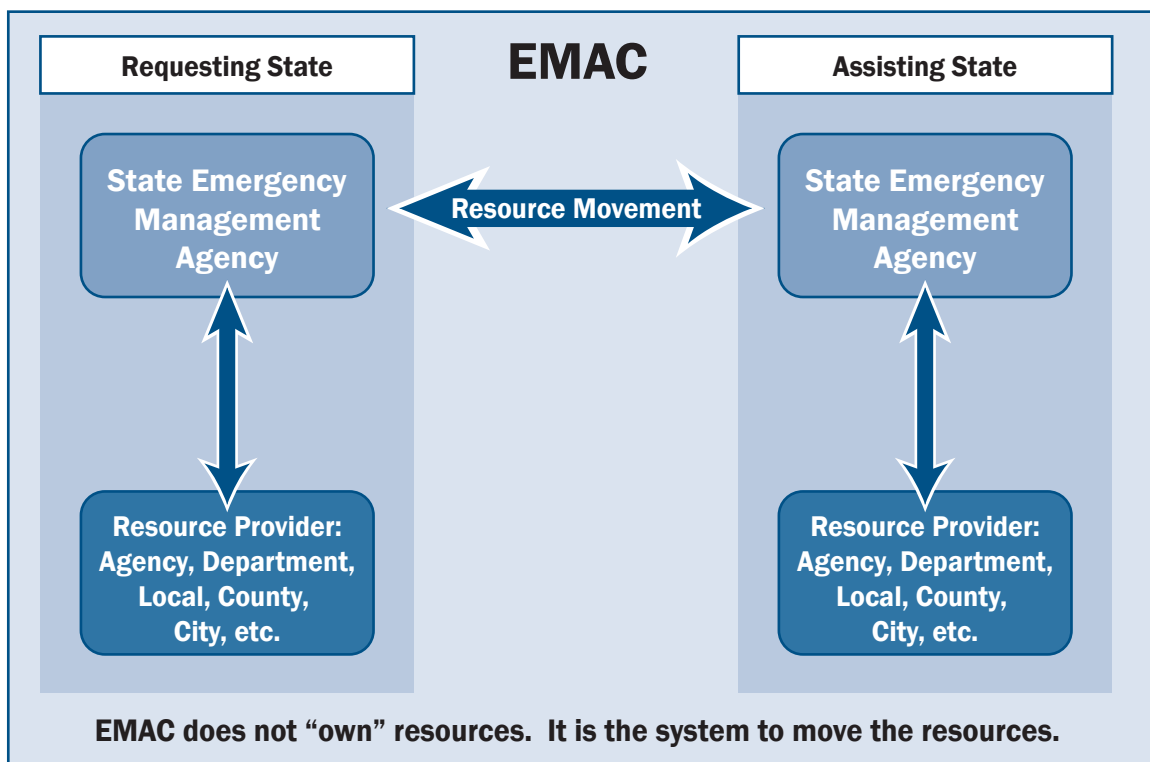 EMAC
Requesting State
Assisting State
State Emergency
Management
Agency
Resource Movement
State Emergency
Management
Agency
Resource Provider:
Agency, Department,
Local, County,
City, etc.
Resource Provider:
Agency, Department,
Local, County,
City, etc.
EMAC does not “own” resources.  It is the system to move the resources.